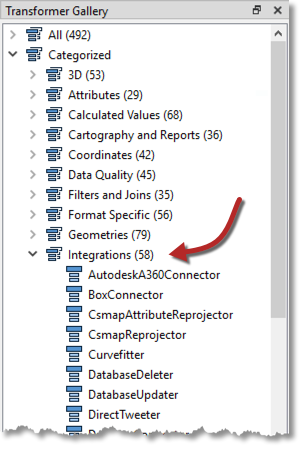 Transformer Gallery
All (492)
Categorized
3D (53)
Attributes (29)
Calculated Values (68)
Cartography and Reports (36)
Coordinates (42)
Data Quality (45)
Filters and Joins (35)
Format Specific (56)
Geometries (79)
Integrations (58)
AutodeskA360Connector
BoxConnector
CsmapAttributeReprojector
CsmapReprojector
Curvefitter
DatabaseDeleter
DatabaseUpdater
DirectTweeter